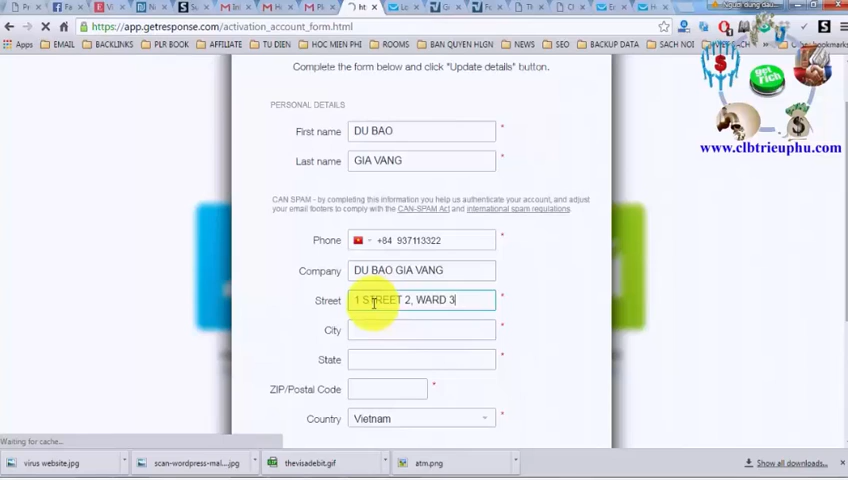 Người dùng đầu...
https://app.getresponse.com/activation_account_form.html
EMAIL BACKLINKS PLR BOOK AFFILIATE TU DIEN HOC MIEN PHI ROOMS BAN QUYEN HLGN SEO BACKUP DATA SACH NOI
Complete the form below and click "Update details" button.
get rich
www.clbtrieuphu.com
PERSONAL DETAILS
First name DU BAO *
Last name GIA VANG *
CAN SPAM - by completing this information you help us authenticate your account, and adjust
your email footers to comply with the CAN-SPAM Act and international spam regulations.
Phone +84 937113322 *
Company DU BAO GIA VANG
Street 1 STREET 2, WARD 3 *
City *
State *
ZIP/Postal Code *
Country Vietnam *
Waiting for cache...
virus website.jpg scan-wordpress-mal....jpg thevisadebit.gif atm.png Show all downloads...